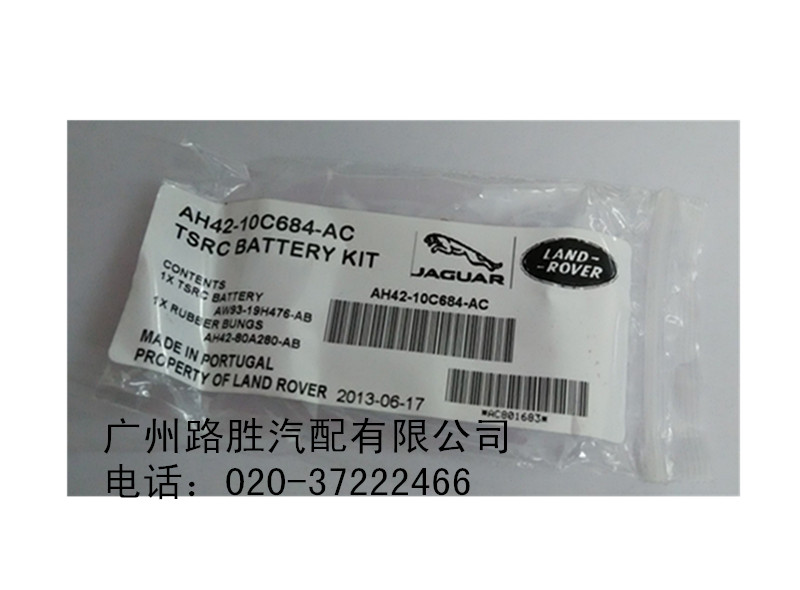 AH42-10C684-AC
TSRC BATTERY KIT
CONTENTS
1X TSRC BATTERY
AW93-19H476-AB
1X RUBBER BUNGS
AH42-80A280-AB
MADE IN PORTUGAL
PROPERTY OF LAND ROVER 2013-06-17
JAGUAR
LAND-
-ROVER
AH42-10C684-AC
*AC801683*
广州路胜汽配有限公司
电话：020-37222466